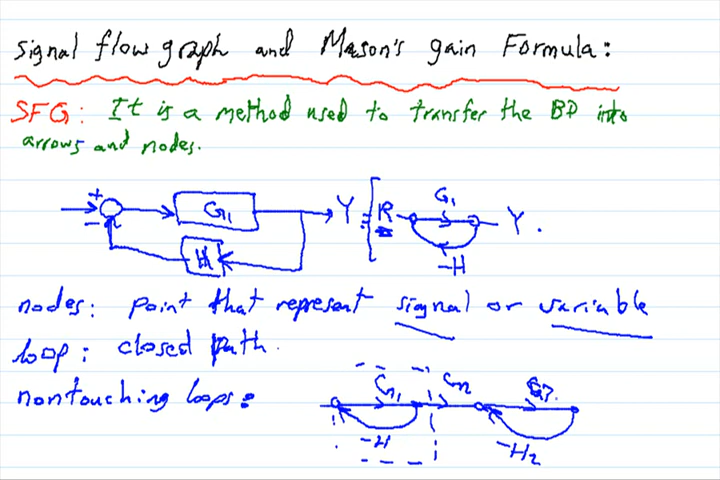 Signal flow graph and Mason's gain Formula:
SFG: It is a method used to transfer the BD into
arrows and nodes.
+ − G1 H Y = R G1 −H Y.
nodes: point that represent signal or variable
loop: closed path.
nontouching loops:
G1 G2 G3
−H −H2